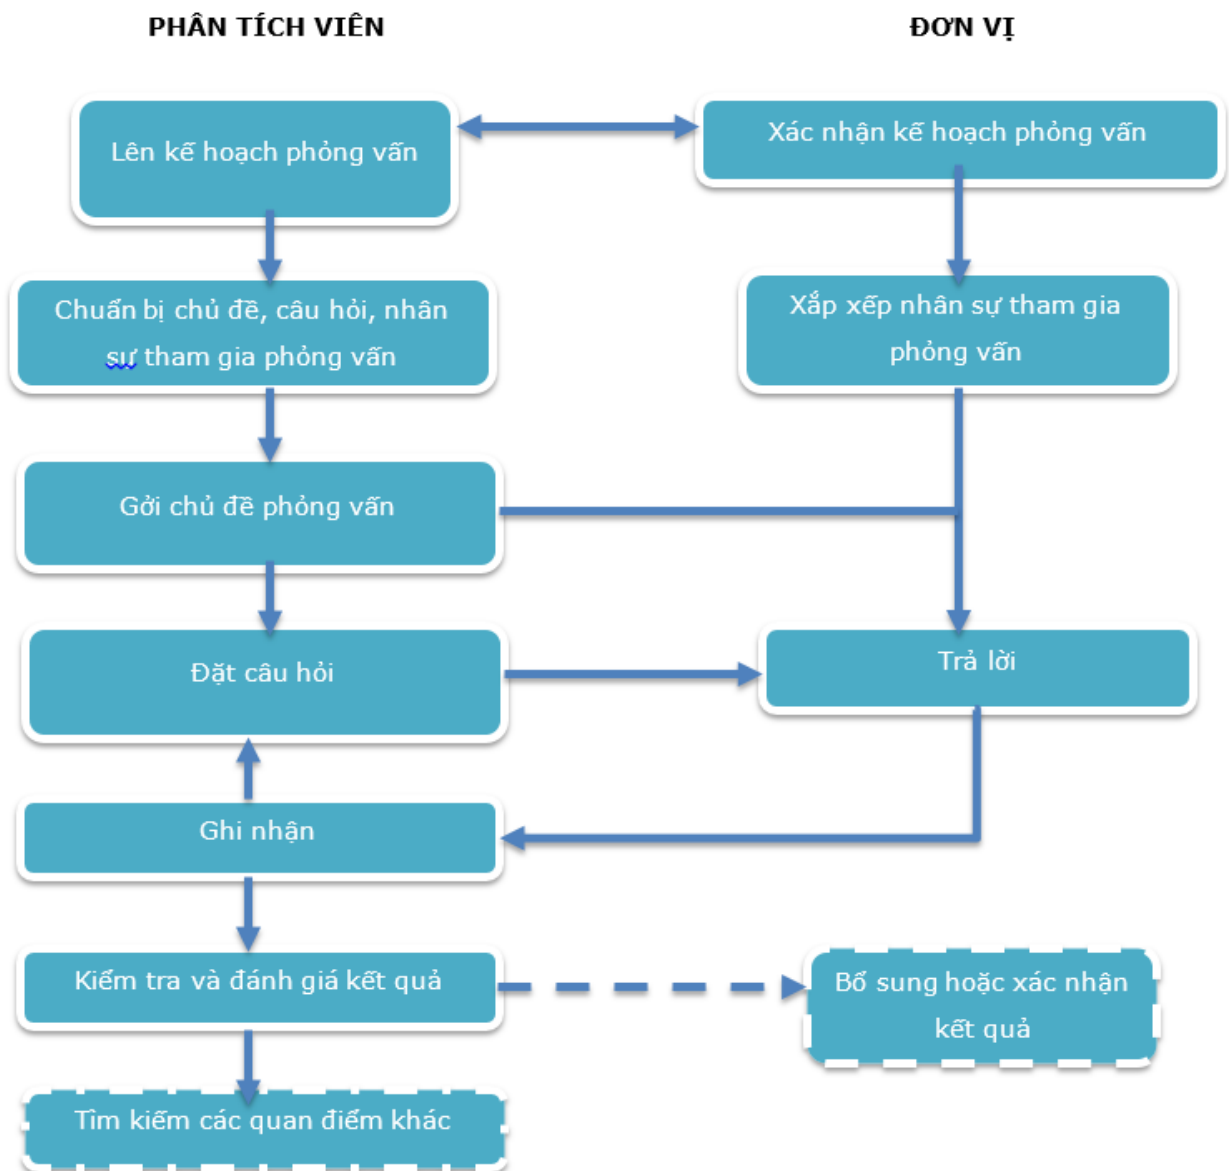 PHÂN TÍCH VIÊN
ĐƠN VỊ
Lên kế hoạch phỏng vấn
Xác nhận kế hoạch phỏng vấn
Chuẩn bị chủ đề, câu hỏi, nhân
sự tham gia phỏng vấn
Xắp xếp nhân sự tham gia
phỏng vấn
Gởi chủ đề phỏng vấn
Đặt câu hỏi
Trả lời
Ghi nhận
Kiểm tra và đánh giá kết quả
Bổ sung hoặc xác nhận
kết quả
Tìm kiếm các quan điểm khác